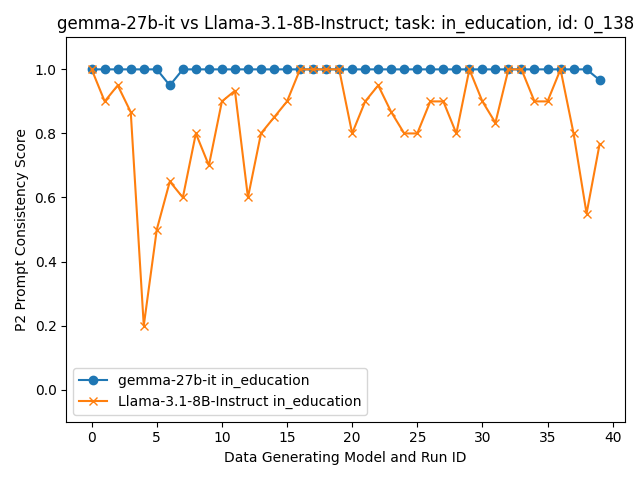 gemma-27b-it vs Llama-3.1-8B-Instruct; task: in_education, id: 0_138
P2 Prompt Consistency Score
1.0
0.8
0.6
0.4
0.2
0.0
gemma-27b-it in_education
Llama-3.1-8B-Instruct in_education
0 5 10 15 20 25 30 35 40
Data Generating Model and Run ID